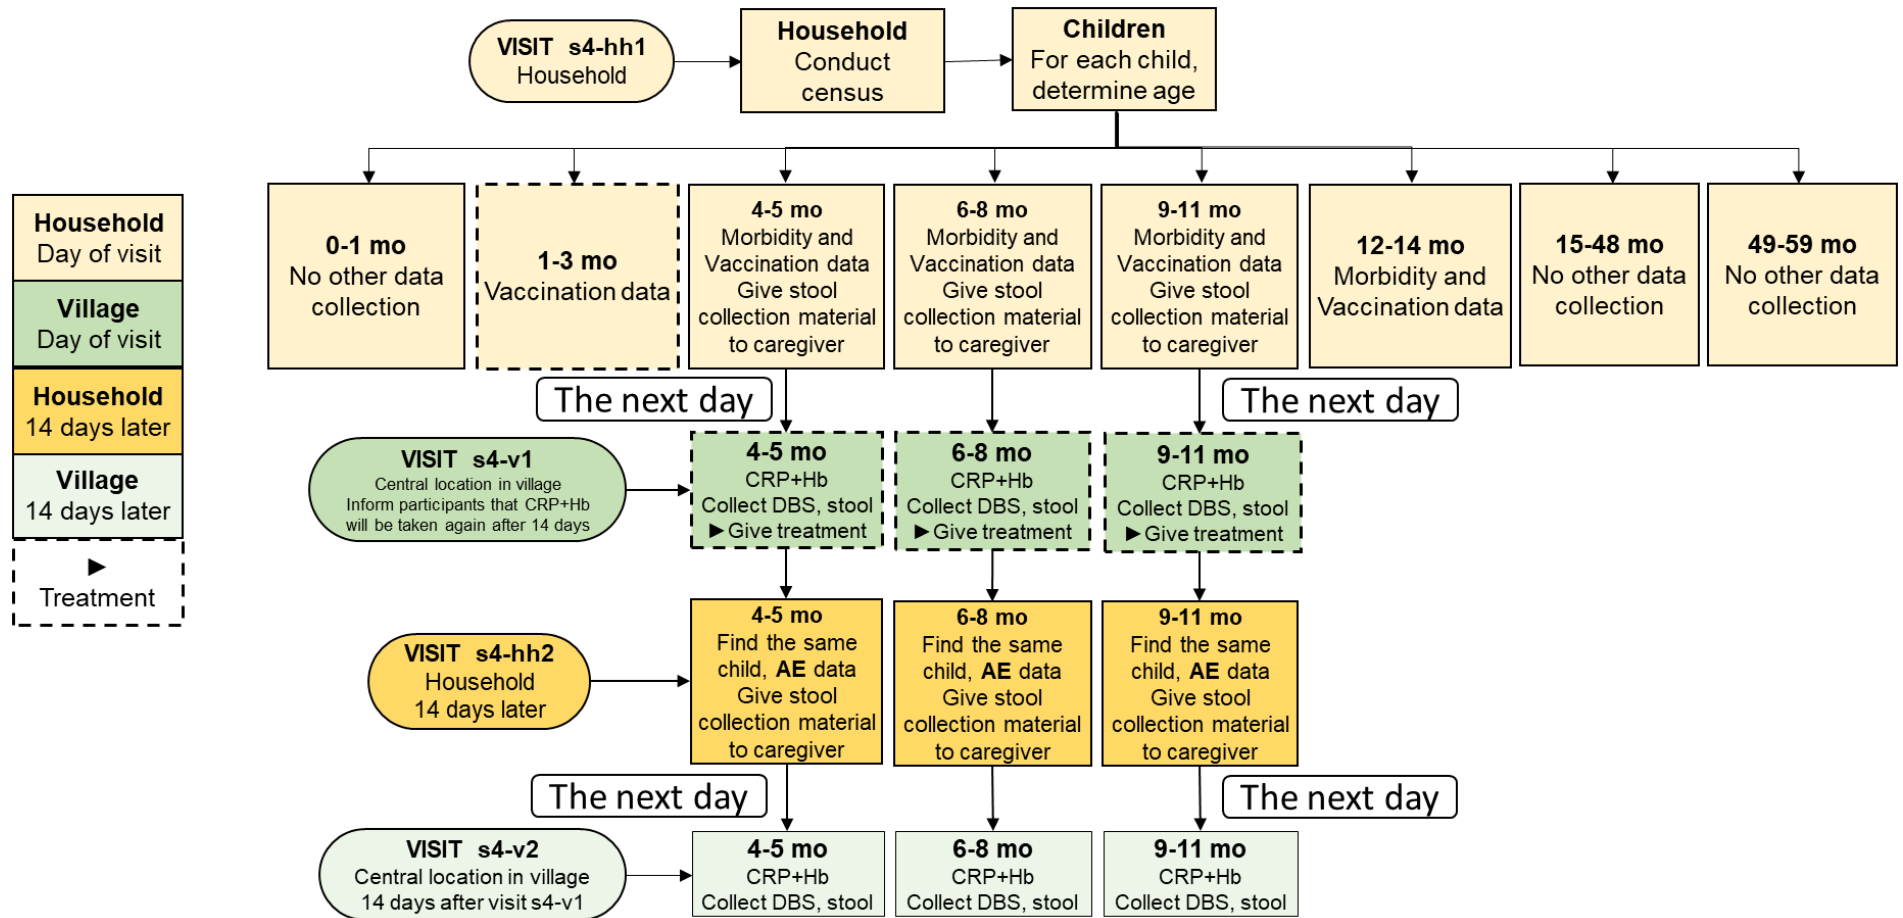 VISIT s4-hh1
Household
Household
Conduct
census
Children
For each child,
determine age
Household
Day of visit
Village
Day of visit
Household
14 days later
Village
14 days later
►
Treatment
0-1 mo
No other data
collection
1-3 mo
Vaccination data
4-5 mo
Morbidity and
Vaccination data
Give stool
collection material
to caregiver
6-8 mo
Morbidity and
Vaccination data
Give stool
collection material
to caregiver
9-11 mo
Morbidity and
Vaccination data
Give stool
collection material
to caregiver
12-14 mo
Morbidity and
Vaccination data
15-48 mo
No other data
collection
49-59 mo
No other data
collection
The next day
The next day
VISIT s4-v1
Central location in village
Inform participants that CRP+Hb
will be taken again after 14 days
4-5 mo
CRP+Hb
Collect DBS, stool
►Give treatment
6-8 mo
CRP+Hb
Collect DBS, stool
►Give treatment
9-11 mo
CRP+Hb
Collect DBS, stool
►Give treatment
VISIT s4-hh2
Household
14 days later
4-5 mo
Find the same
child, AE data
Give stool
collection material
to caregiver
6-8 mo
Find the same
child, AE data
Give stool
collection material
to caregiver
9-11 mo
Find the same
child, AE data
Give stool
collection material
to caregiver
The next day
The next day
VISIT s4-v2
Central location in village
14 days after visit s4-v1
4-5 mo
CRP+Hb
Collect DBS, stool
6-8 mo
CRP+Hb
Collect DBS, stool
9-11 mo
CRP+Hb
Collect DBS, stool